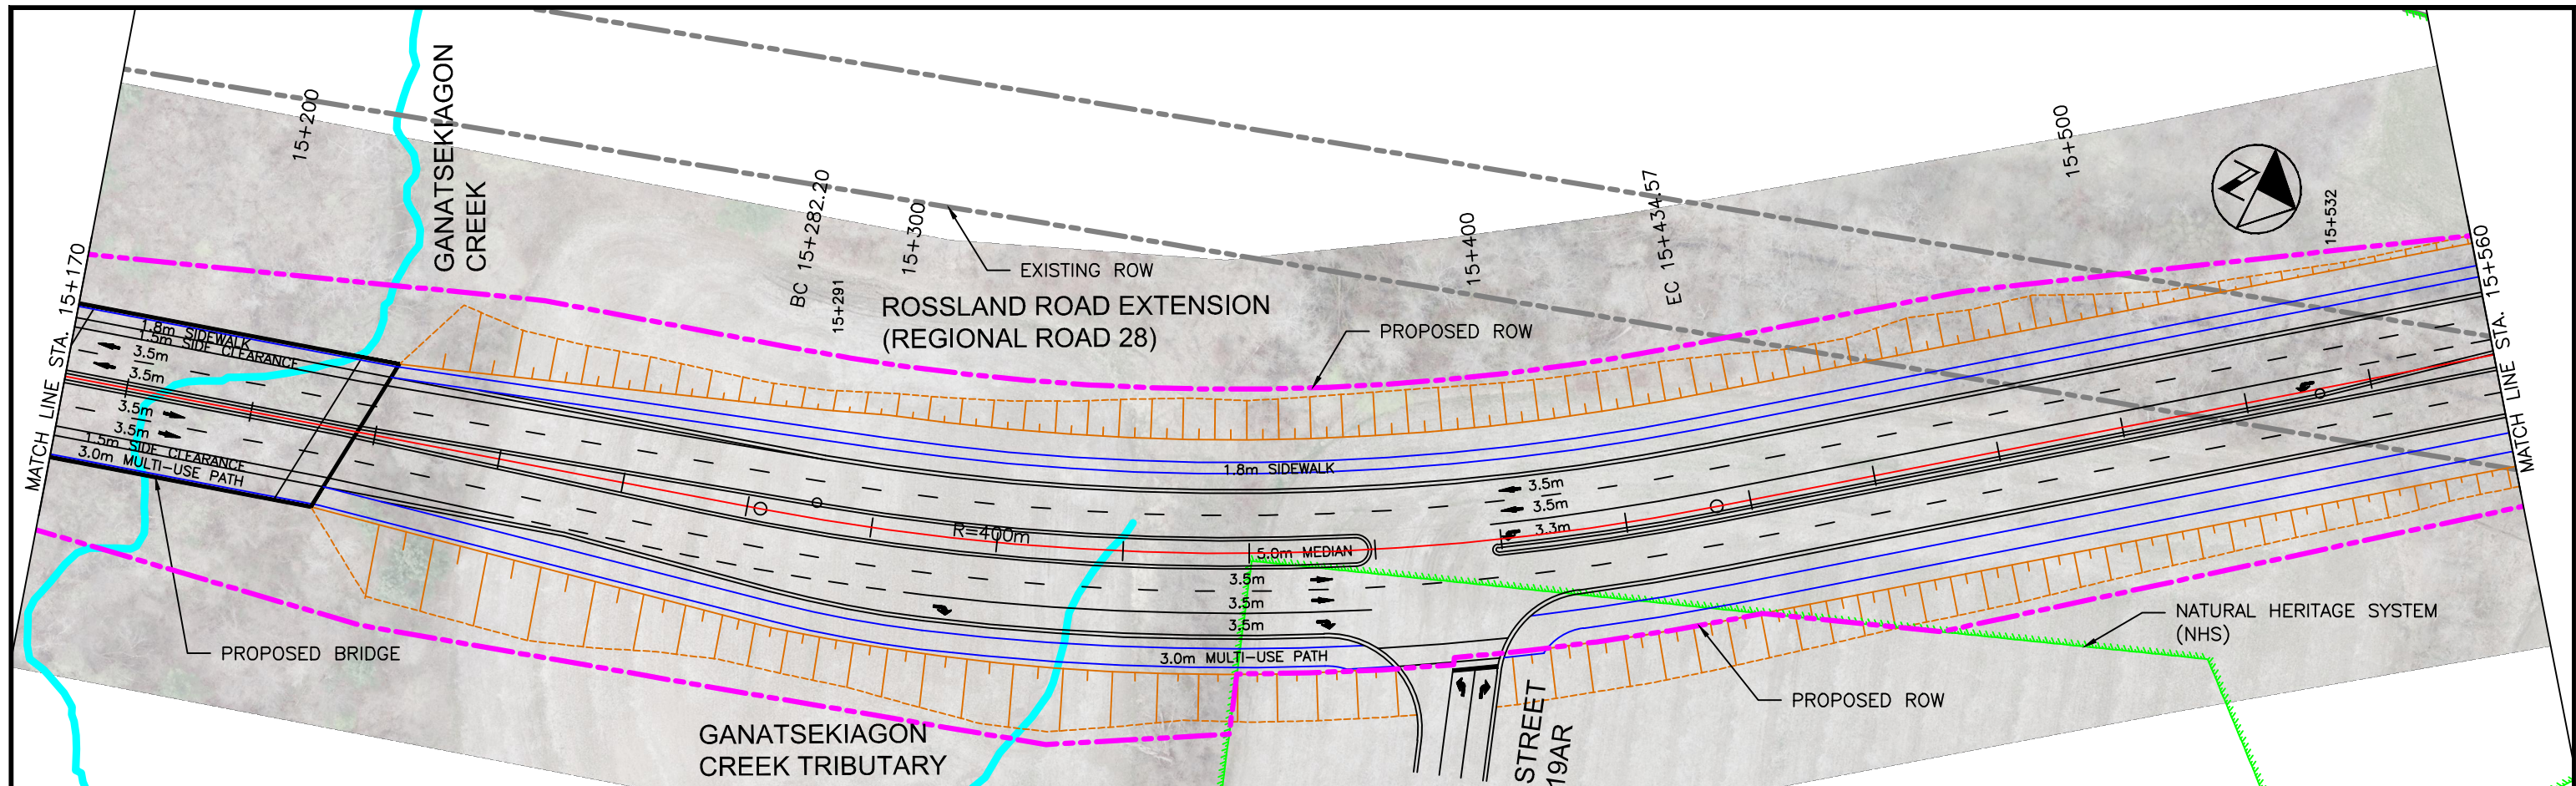 MATCH LINE STA. 15+170
15+200
GANATSEKIAGON
CREEK
BC 15+282.20
15+291
15+300
EXISTING ROW
ROSSLAND ROAD EXTENSION
(REGIONAL ROAD 28)
PROPOSED ROW
15+400
EC 15+434.57
15+500
N
15+532
MATCH LINE STA. 15+560
1.8m SIDEWALK
1.5m SIDE CLEARANCE
3.5m
3.5m
3.5m
3.5m
1.5m SIDE CLEARANCE
3.0m MULTI-USE PATH
PROPOSED BRIDGE
R=400m
1.8m SIDEWALK
3.5m
3.5m
3.3m
5.0m MEDIAN
3.5m
3.5m
3.5m
3.0m MULTI-USE PATH
GANATSEKIAGON
CREEK TRIBUTARY
STREET
19AR
PROPOSED ROW
NATURAL HERITAGE SYSTEM
(NHS)